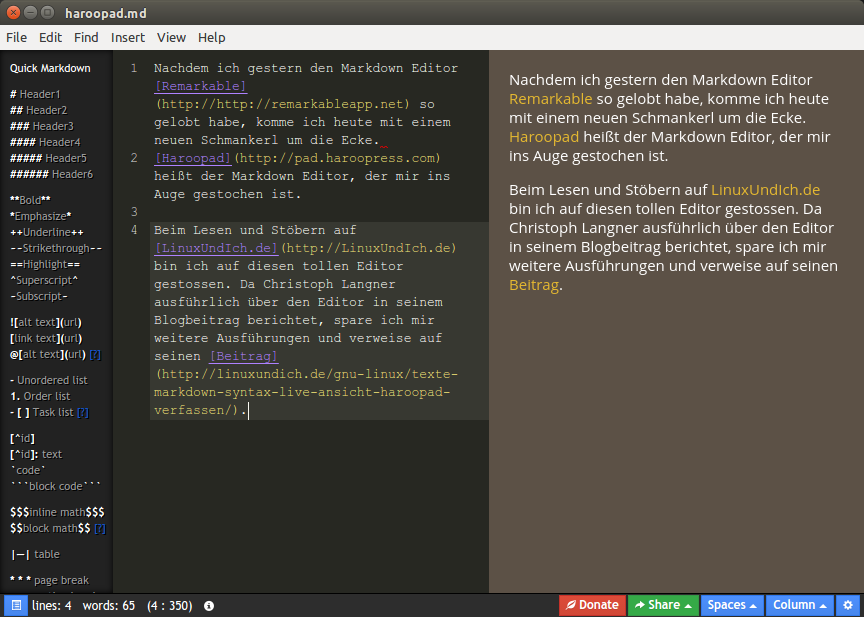 haroopad.md
File Edit Find Insert View Help
Quick Markdown
# Header1
## Header2
### Header3
#### Header4
##### Header5
###### Header6
**Bold**
*Emphasize*
++Underline++
--Strikethrough--
==Highlight==
^Superscript^
~Subscript~
![alt text](url)
[link text](url)
@[alt text](url) [?]
- Unordered list
1. Order list
- [ ] Task list [?]
[^id]
[^id]: text
`code`
```block code```
$$$inline math$$$
$$block math$$ [?]
|—| table
* * * page break
1 Nachdem ich gestern den Markdown Editor
[Remarkable]
(http://http://remarkableapp.net) so
gelobt habe, komme ich heute mit einem
neuen Schmankerl um die Ecke.
2 [Haroopad](http://pad.haroopress.com)
heißt der Markdown Editor, der mir ins
Auge gestochen ist.
3
4 Beim Lesen und Stöbern auf
[LinuxUndIch.de](http://LinuxUndIch.de)
bin ich auf diesen tollen Editor
gestossen. Da Christoph Langner
ausführlich über den Editor in seinem
Blogbeitrag berichtet, spare ich mir
weitere Ausführungen und verweise auf
seinen [Beitrag]
(http://linuxundich.de/gnu-linux/texte-
markdown-syntax-live-ansicht-haroopad-
verfassen/).
Nachdem ich gestern den Markdown Editor
Remarkable so gelobt habe, komme ich heute
mit einem neuen Schmankerl um die Ecke.
Haroopad heißt der Markdown Editor, der mir
ins Auge gestochen ist.
Beim Lesen und Stöbern auf LinuxUndIch.de
bin ich auf diesen tollen Editor gestossen. Da
Christoph Langner ausführlich über den Editor
in seinem Blogbeitrag berichtet, spare ich mir
weitere Ausführungen und verweise auf seinen
Beitrag.
lines: 4 words: 65 (4 : 350) Donate Share Spaces Column